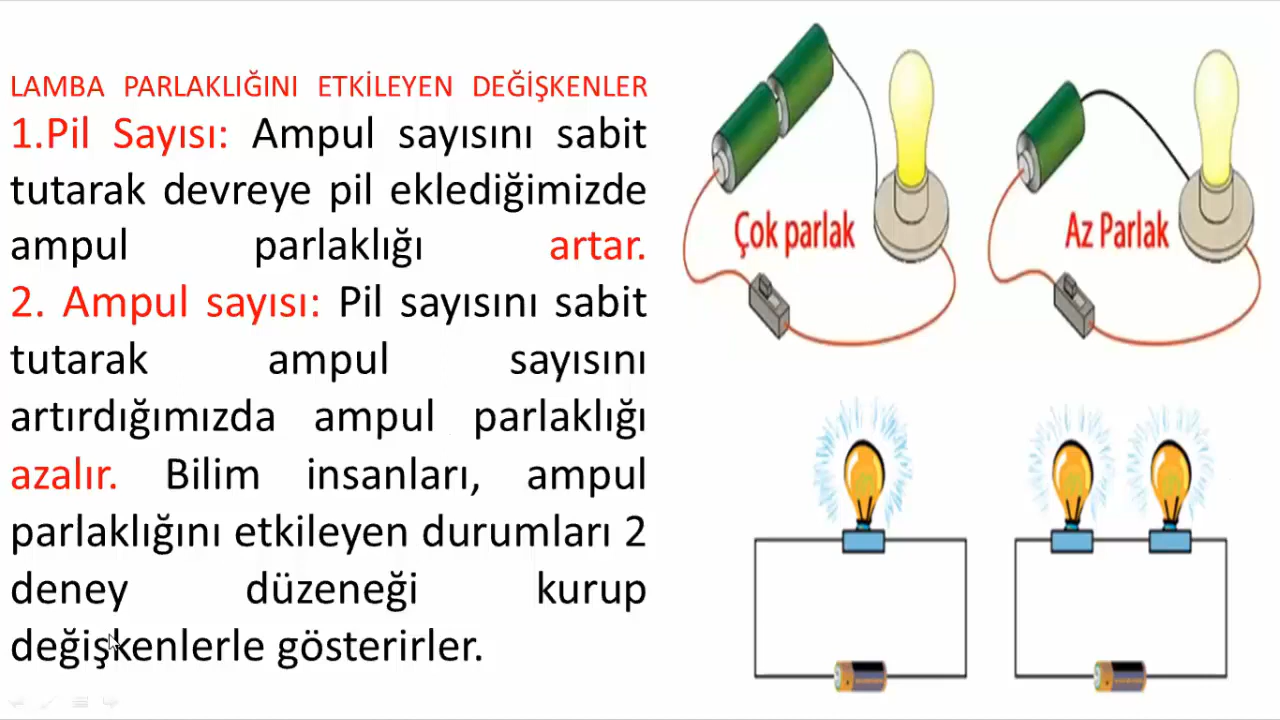 LAMBA PARLAKLIĞINI ETKİLEYEN DEĞİŞKENLER
1.Pil Sayısı: Ampul sayısını sabit
tutarak devreye pil eklediğimizde
ampul parlaklığı artar.
2. Ampul sayısı: Pil sayısını sabit
tutarak ampul sayısını
artırdığımızda ampul parlaklığı
azalır. Bilim insanları, ampul
parlaklığını etkileyen durumları 2
deney düzeneği kurup
değişkenlerle gösterirler.
Çok parlak
Az Parlak